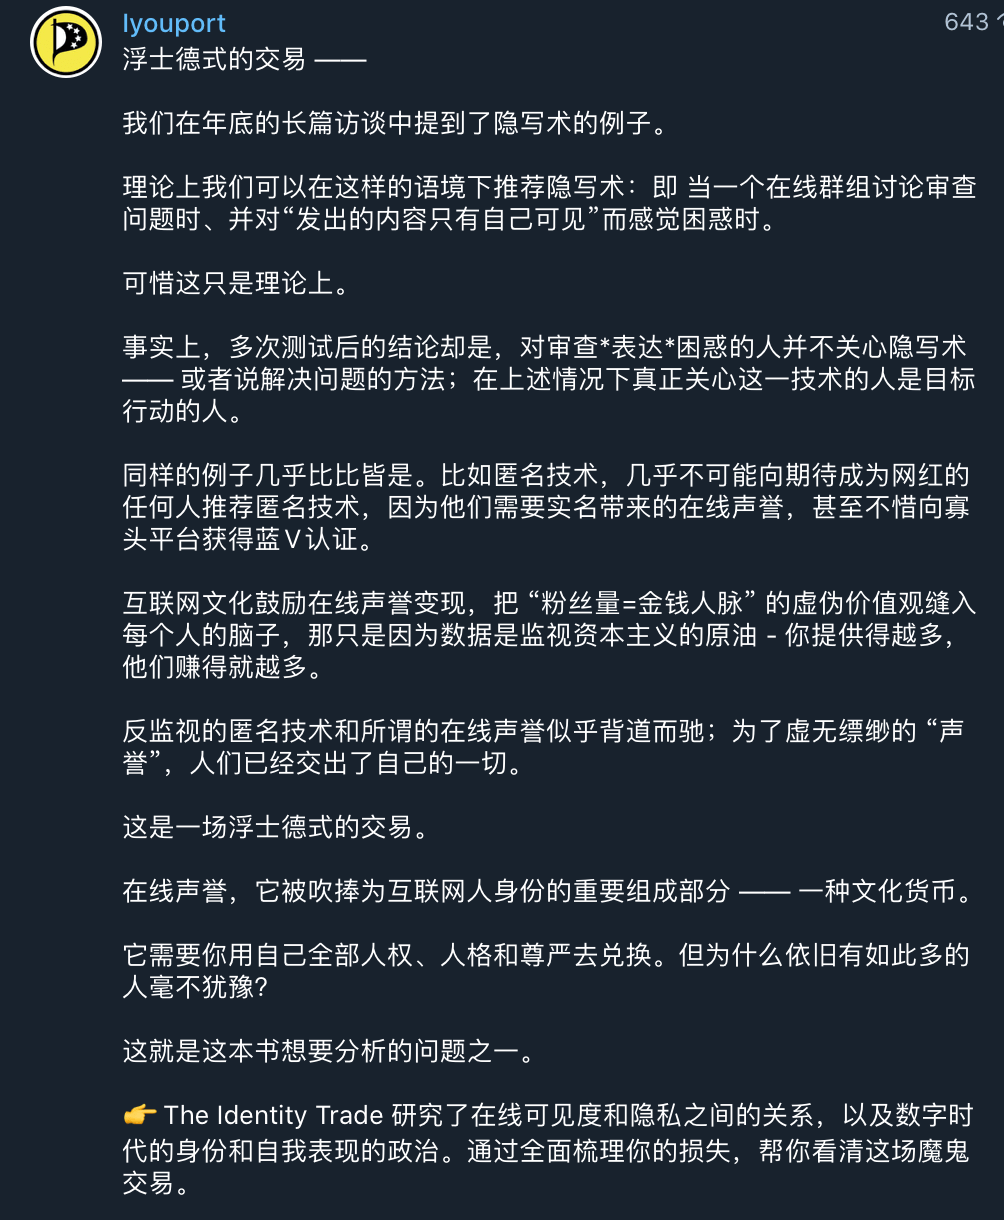 Iyouport
643
浮士德式的交易 ——
我们在年底的长篇访谈中提到了隐写术的例子。
理论上我们可以在这样的语境下推荐隐写术：即 当一个在线群组讨论审查
问题时、并对“发出的内容只有自己可见”而感觉困惑时。
可惜这只是理论上。
事实上，多次测试后的结论却是，对审查*表达*困惑的人并不关心隐写术
—— 或者说解决问题的方法；在上述情况下真正关心这一技术的人是目标
行动的人。
同样的例子几乎比比皆是。比如匿名技术，几乎不可能向期待成为网红的
任何人推荐匿名技术，因为他们需要实名带来的在线声誉，甚至不惜向寡
头平台获得蓝Ｖ认证。
互联网文化鼓励在线声誉变现，把 “粉丝量=金钱人脉” 的虚伪价值观缝入
每个人的脑子，那只是因为数据是监视资本主义的原油 - 你提供得越多，
他们赚得就越多。
反监视的匿名技术和所谓的在线声誉似乎背道而驰；为了虚无缥缈的 “声
誉”，人们已经交出了自己的一切。
这是一场浮士德式的交易。
在线声誉，它被吹捧为互联网人身份的重要组成部分 —— 一种文化货币。
它需要你用自己全部人权、人格和尊严去兑换。但为什么依旧有如此多的
人毫不犹豫？
这就是这本书想要分析的问题之一。
👉 The Identity Trade 研究了在线可见度和隐私之间的关系，以及数字时
代的身份和自我表现的政治。通过全面梳理你的损失，帮你看清这场魔鬼
交易。